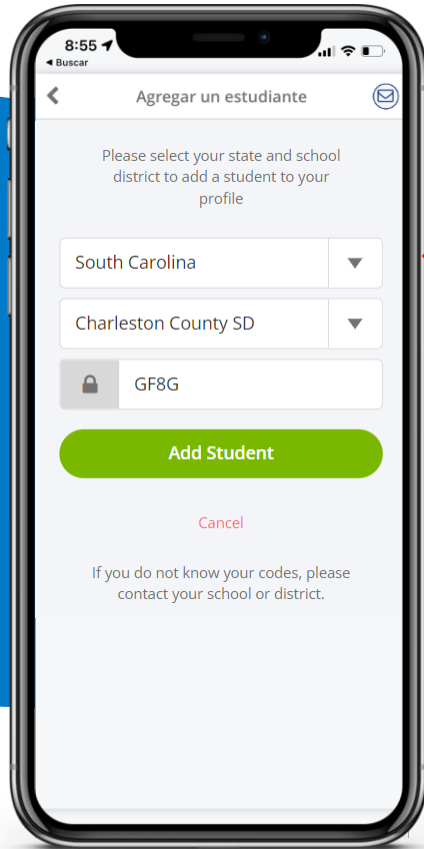 8:55
Buscar
Agregar un estudiante
Please select your state and school
district to add a student to your
profile
South Carolina
Charleston County SD
GF8G
Add Student
Cancel
If you do not know your codes, please
contact your school or district.